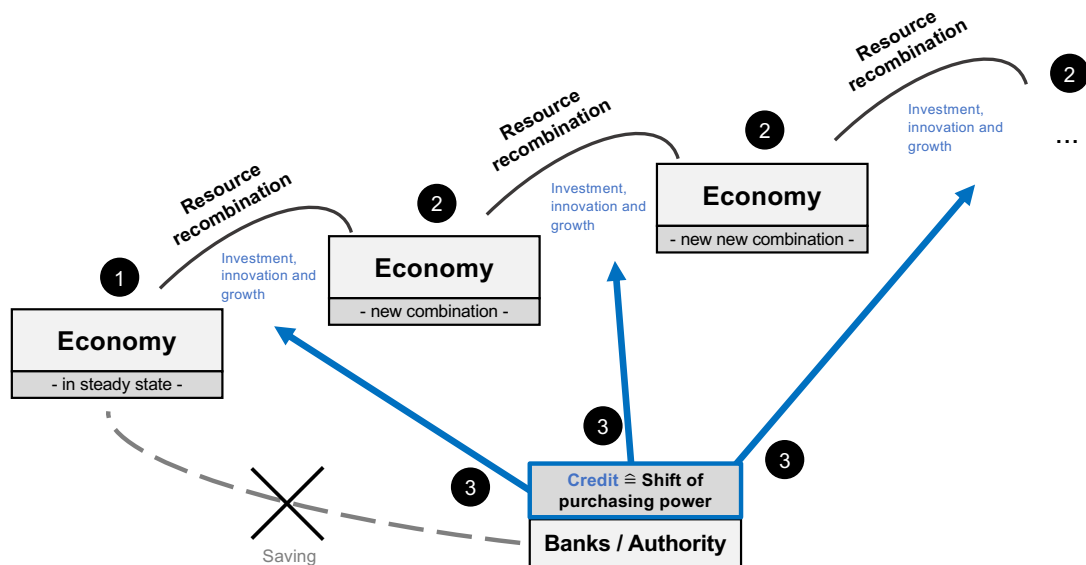 Resource
recombination
2
Investment,
innovation and
growth
...
Resource
recombination
2
Investment,
innovation and
growth
Economy
- new new combination -
Resource
recombination
2
Investment,
innovation and
growth
Economy
- new combination -
1
Economy
- in steady state -
3
3
3
Credit ≙ Shift of
purchasing power
Banks / Authority
Saving